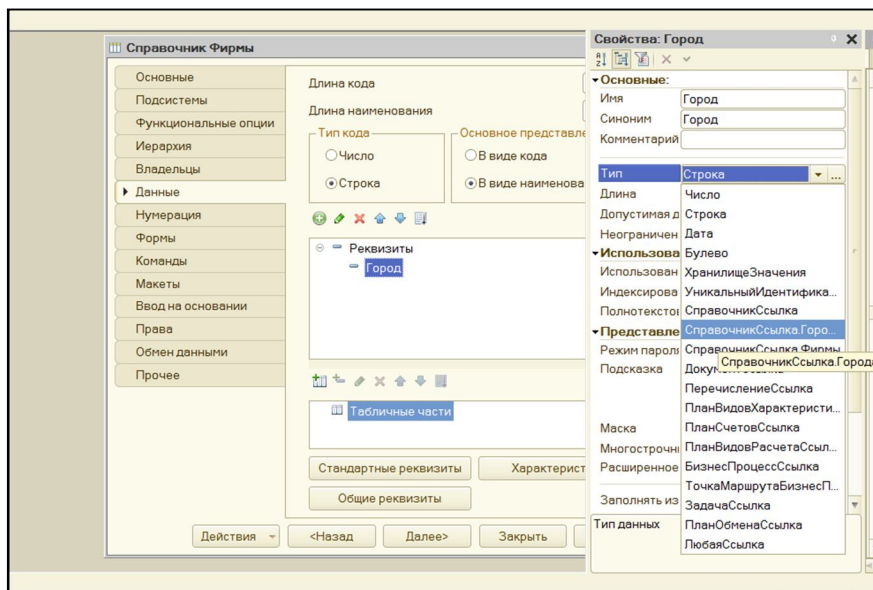 Справочник Фирмы
Основные
Подсистемы
Функциональные опции
Иерархия
Владельцы
Данные
Нумерация
Формы
Команды
Макеты
Ввод на основании
Права
Обмен данными
Прочее
Длина кода
Длина наименования
Тип кода
Число
Строка
Основное представле
В виде кода
В виде наименова
Реквизиты
Город
Табличные части
Стандартные реквизиты
Характерист
Общие реквизиты
Действия
<Назад
Далее>
Закрыть
Свойства: Город
Основные:
Имя Город
Синоним Город
Комментарий
Тип Строка
Длина
Допустимая д
Неограничен
Использова
Использован
Индексирова
Полнотексто
Представле
Режим пароля
Подсказка
Маска
Многострочн
Расширенное
Заполнять из
Тип данных
Число
Строка
Дата
Булево
ХранилищеЗначения
УникальныйИдентифика...
СправочникСсылка
СправочникСсылка.Горо...
СправочникСсылка.Фирмы
СправочникСсылка.Города
ПеречислениеСсылка
ПланВидовХарактеристи...
ПланСчетовСсылка
ПланВидовРасчетаСсыл...
БизнесПроцессСсылка
ТочкаМаршрутаБизнесП...
ЗадачаСсылка
ПланОбменаСсылка
ЛюбаяСсылка